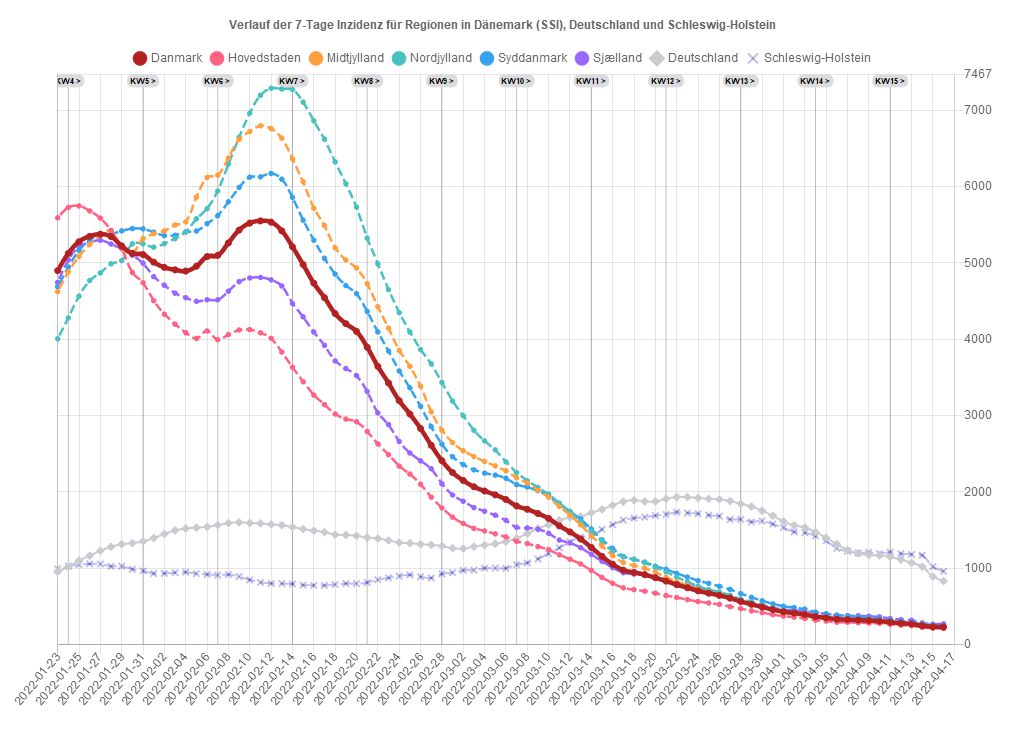 Verlauf der 7-Tage Inzidenz für Regionen in Dänemark (SSI), Deutschland und Schleswig-Holstein
Danmark Hovedstaden Midtjylland Nordjylland Syddanmark Sjælland Deutschland Schleswig-Holstein
KW4 > KW5 > KW6 > KW7 > KW8 > KW9 > KW10 > KW11 > KW12 > KW13 > KW14 > KW15 >
7467
7000
6000
5000
4000
3000
2000
1000
0
2022-01-23 2022-01-25 2022-01-27 2022-01-29 2022-01-31 2022-02-02 2022-02-04 2022-02-06 2022-02-08 2022-02-10 2022-02-12 2022-02-14 2022-02-16 2022-02-18 2022-02-20 2022-02-22 2022-02-24 2022-02-26 2022-02-28 2022-03-02 2022-03-04 2022-03-06 2022-03-08 2022-03-10 2022-03-12 2022-03-14 2022-03-16 2022-03-18 2022-03-20 2022-03-22 2022-03-24 2022-03-26 2022-03-28 2022-03-30 2022-04-01 2022-04-03 2022-04-05 2022-04-07 2022-04-09 2022-04-11 2022-04-13 2022-04-15 2022-04-17